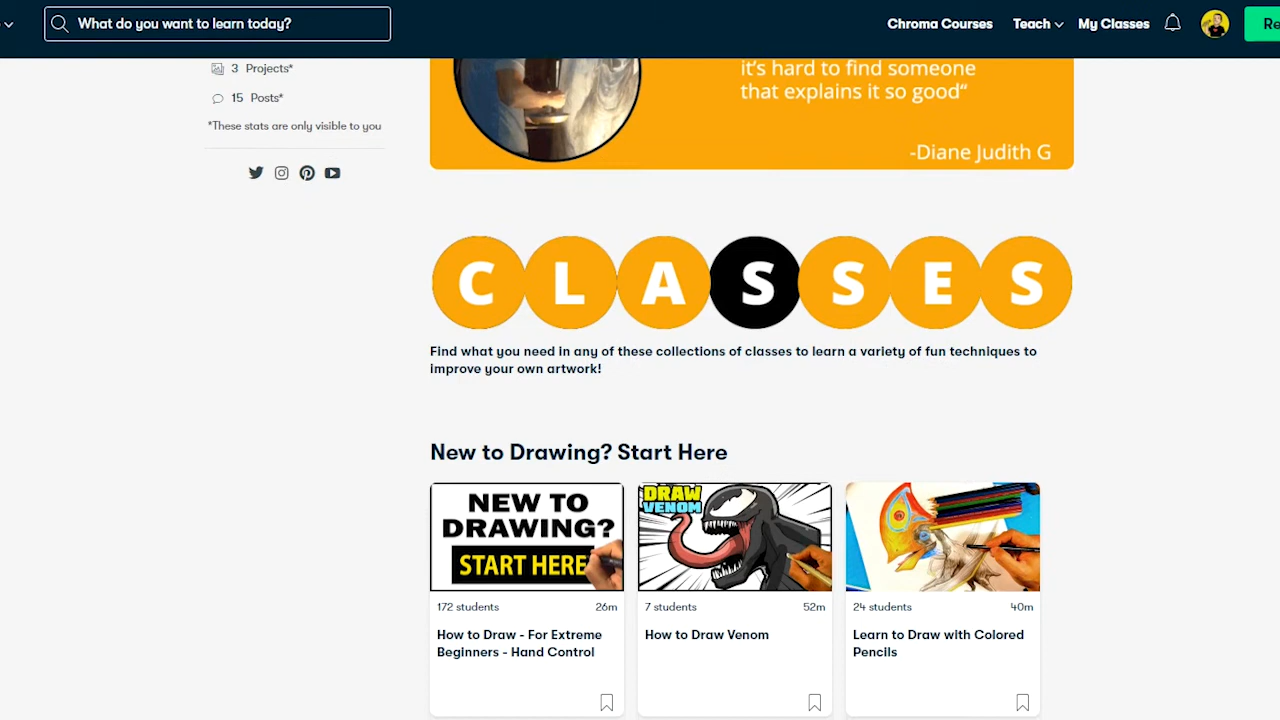 What do you want to learn today?
Chroma Courses
Teach
My Classes
Re
3 Projects*
15 Posts*
*These stats are only visible to you
it's hard to find someone
that explains it so good“
-Diane Judith G
CLASSES
Find what you need in any of these collections of classes to learn a variety of fun techniques to
improve your own artwork!
New to Drawing? Start Here
NEW TO
DRAWING?
START HERE
DRAW
VENOM
172 students
26m
How to Draw - For Extreme
Beginners - Hand Control
7 students
52m
How to Draw Venom
24 students
40m
Learn to Draw with Colored
Pencils